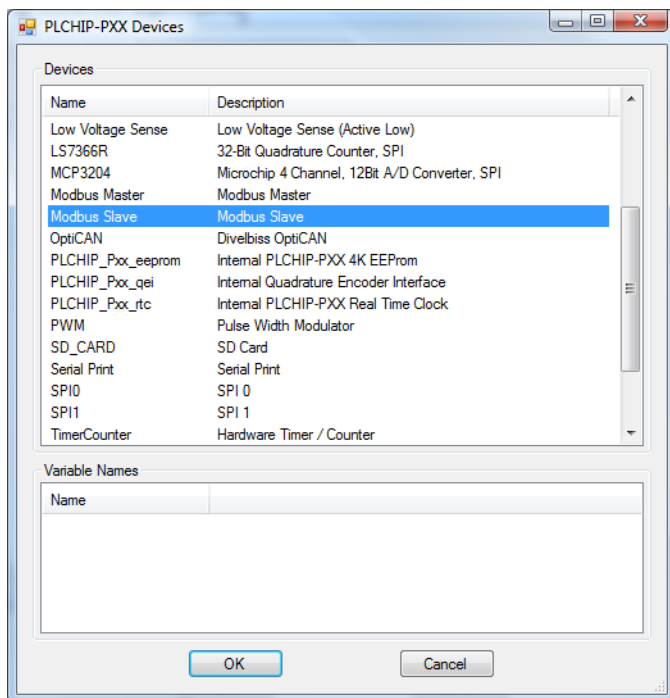 PLCHIP-PXX Devices
Devices
Name Description
Low Voltage Sense Low Voltage Sense (Active Low)
LS7366R 32-Bit Quadrature Counter, SPI
MCP3204 Microchip 4 Channel, 12Bit A/D Converter, SPI
Modbus Master Modbus Master
Modbus Slave Modbus Slave
OptiCAN Divelbiss OptiCAN
PLCHIP_Pxx_eeprom Internal PLCHIP-PXX 4K EEProm
PLCHIP_Pxx_qei Internal Quadrature Encoder Interface
PLCHIP_Pxx_rtc Internal PLCHIP-PXX Real Time Clock
PWM Pulse Width Modulator
SD_CARD SD Card
Serial Print Serial Print
SPI0 SPI 0
SPI1 SPI 1
TimerCounter Hardware Timer / Counter
Variable Names
Name
OK Cancel